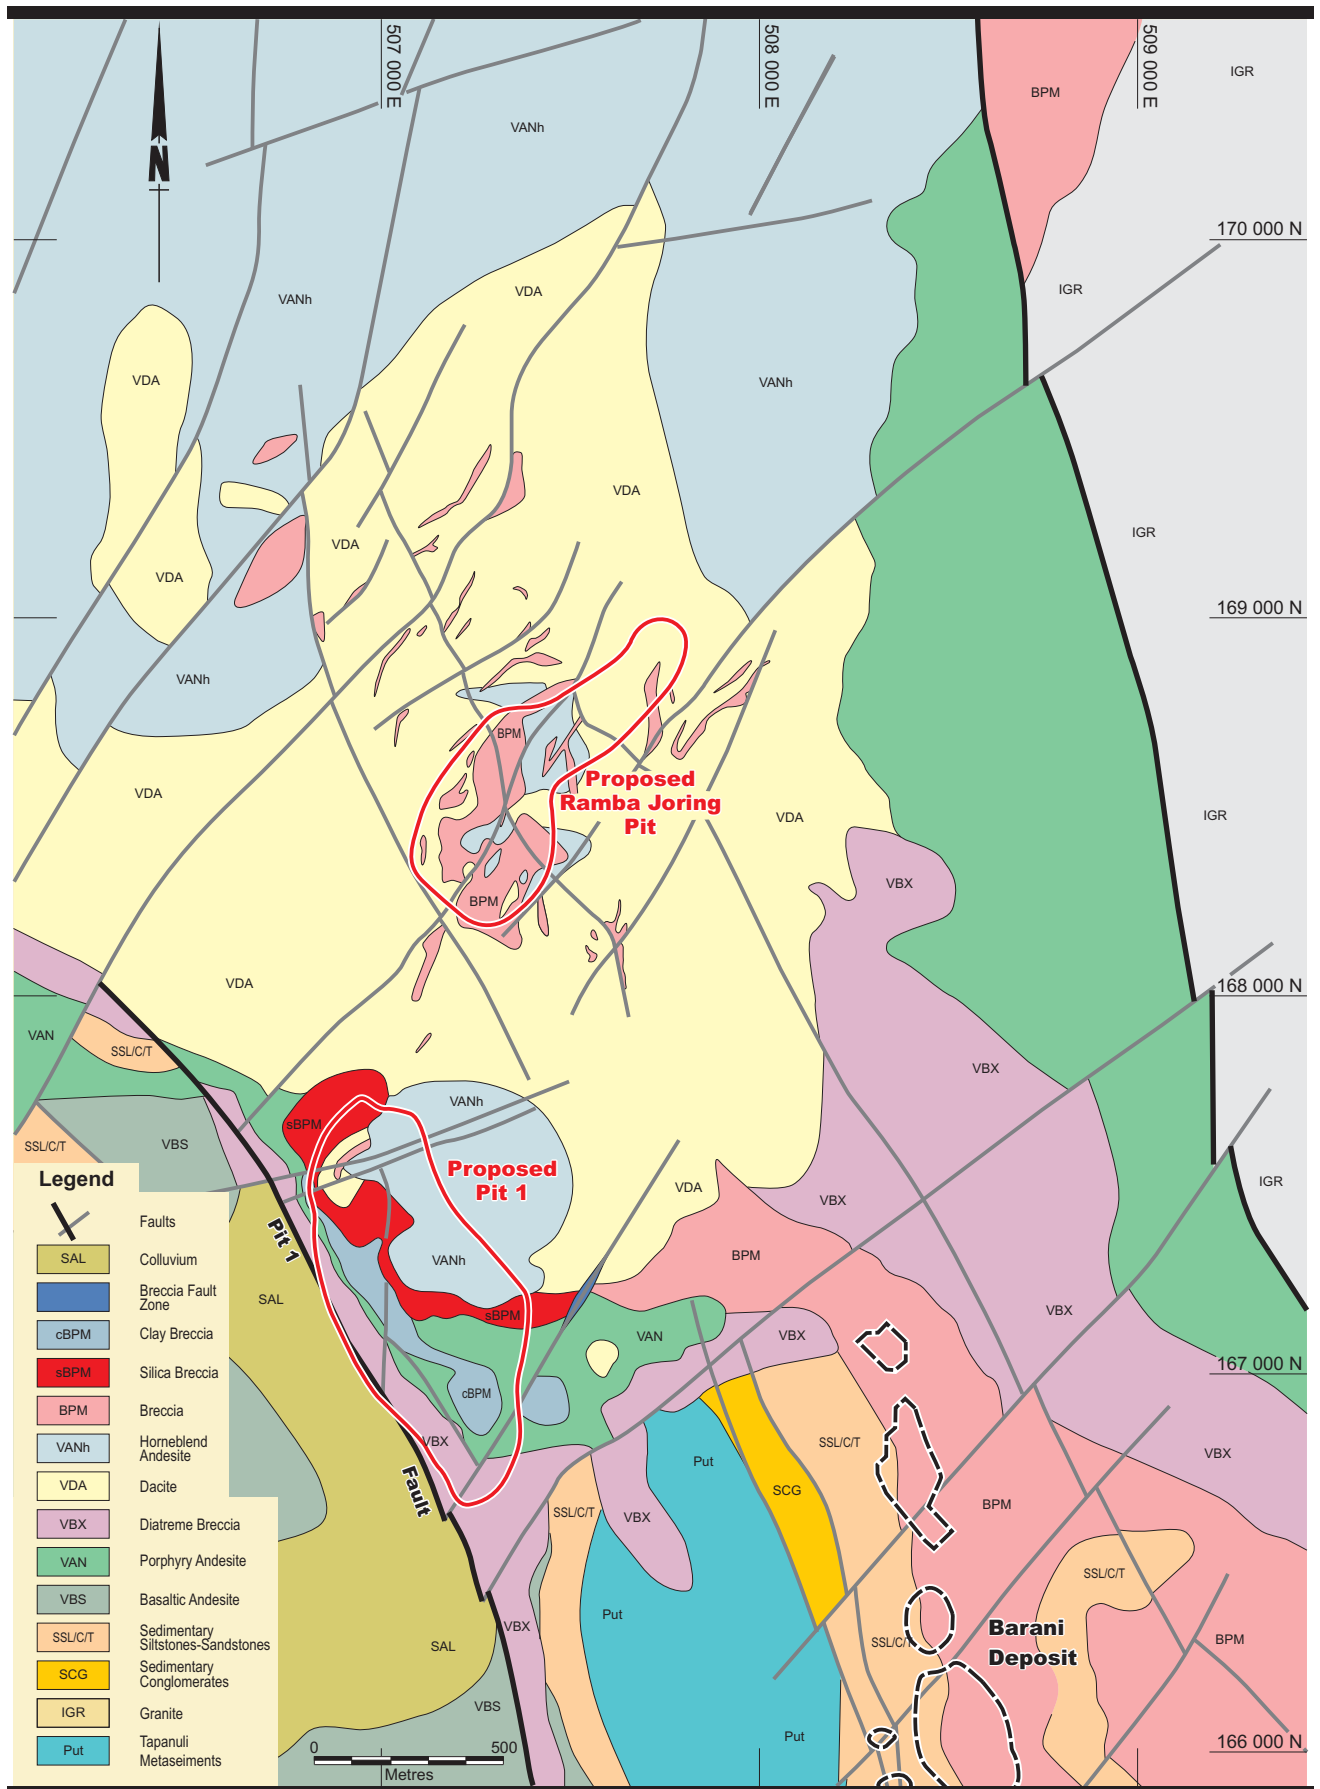 507 000 E
508 000 E
509 000 E
N
IGR
BPM
VANh
170 000 N
IGR
VDA
VANh
VDA
VANh
VDA
IGR
VDA
VDA
169 000 N
VANh
BPM
VDA
Proposed
Ramba Joring
Pit
VDA
IGR
VBX
BPM
VDA
168 000 N
VAN
SSL/C/T
VBX
VANh
sBPM
SSL/C/T
VBS
Proposed
Pit 1
VDA
IGR
VBX
Pit 1
VANh
BPM
SAL
VBX
sBPM
VAN
VBX
167 000 N
cBPM
VBX
SSL/C/T
VBX
Put
Fault
SCG
BPM
SSL/C/T
VBX
SSL/C/T
Put
VBX
SSL/C/T
Barani
Deposit
BPM
SAL
VBS
Put
166 000 N
Legend
Faults
SAL Colluvium
Breccia Fault
Zone
cBPM Clay Breccia
sBPM Silica Breccia
BPM Breccia
VANh Horneblend
Andesite
VDA Dacite
VBX Diatreme Breccia
VAN Porphyry Andesite
VBS Basaltic Andesite
SSL/C/T Sedimentary
Siltstones-Sandstones
SCG Sedimentary
Conglomerates
IGR Granite
Put Tapanuli
Metaseiments
0 500
Metres